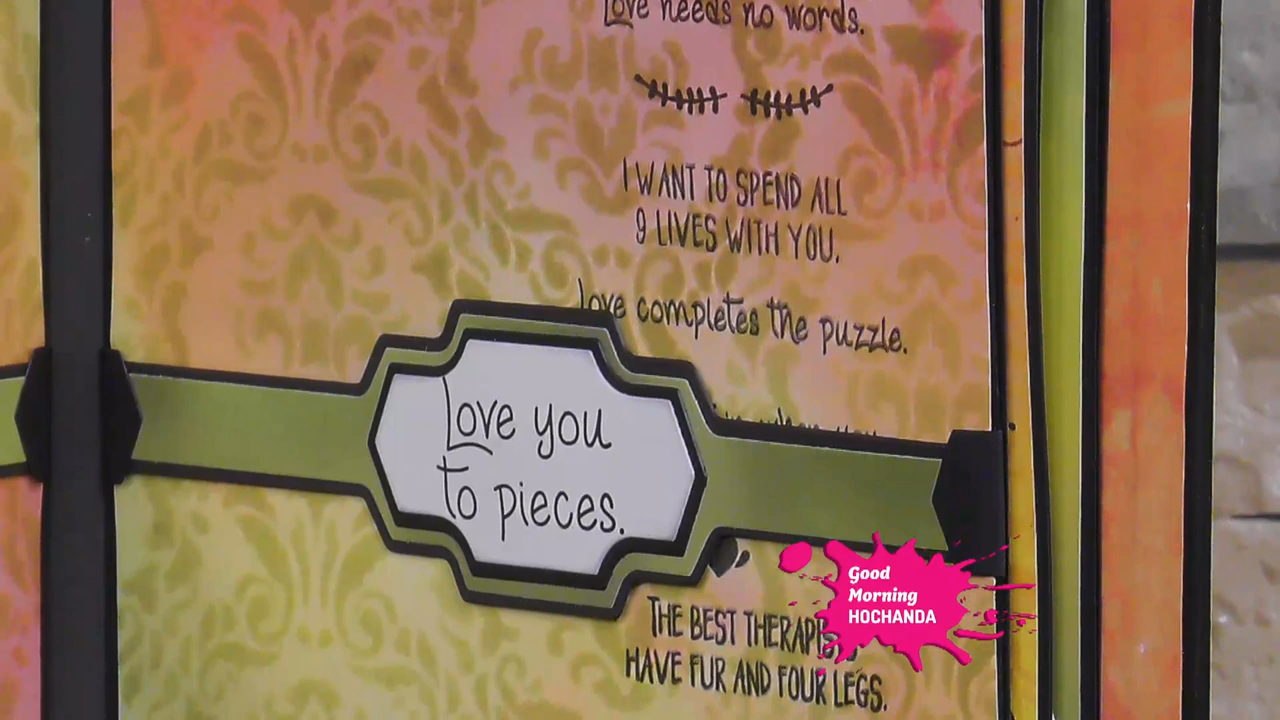 Love needs no words.
I WANT TO SPEND ALL
9 LIVES WITH YOU.
Love completes the puzzle.
Love you
to pieces.
THE BEST
HAVE FUR AND FOUR LEGS.
Good
Morning
HOCHANDA